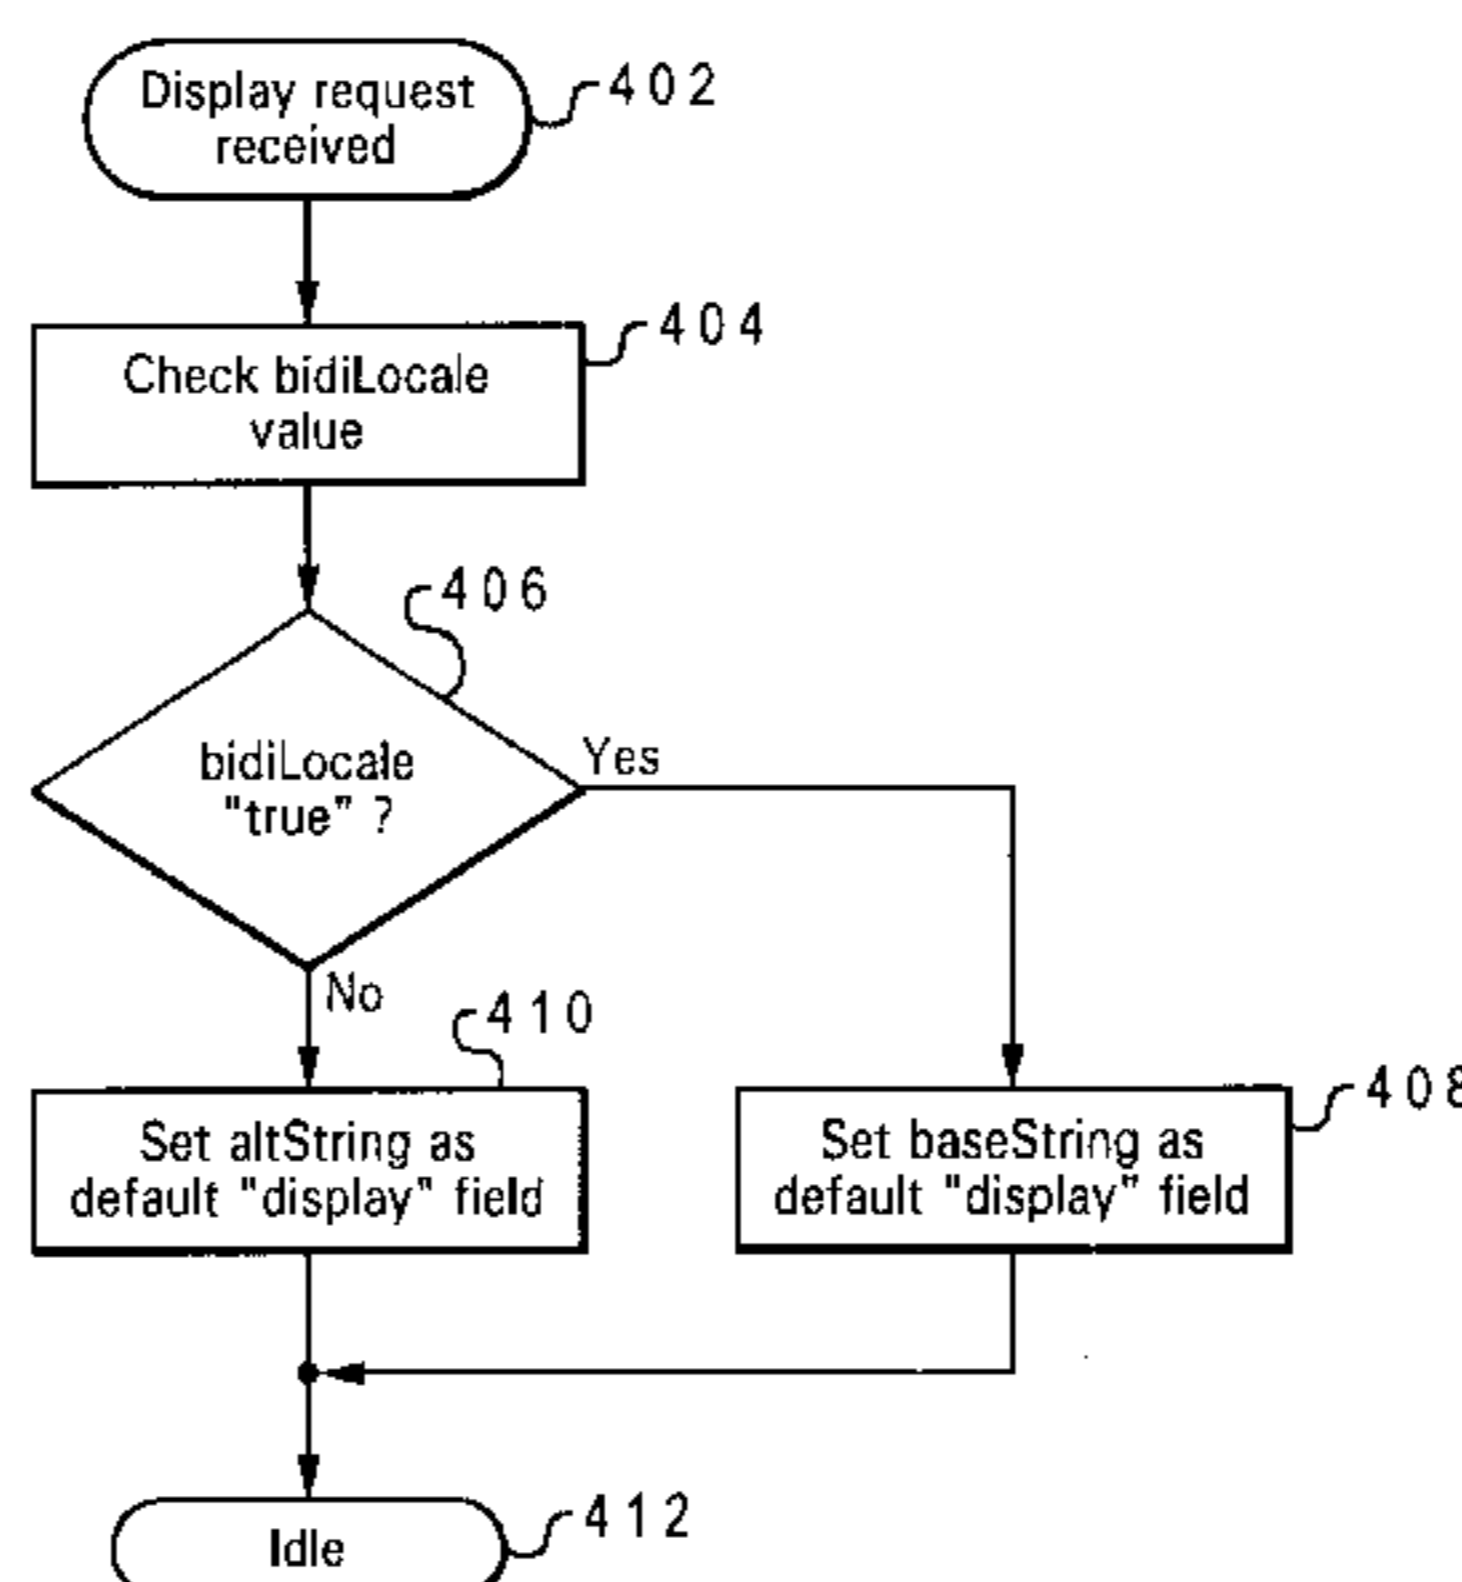 Display request
received
402
Check bidiLocale
value
404
406
bidiLocale
"true" ?
Yes
No
410
Set altString as
default "display" field
408
Set baseString as
default "display" field
Idle
412